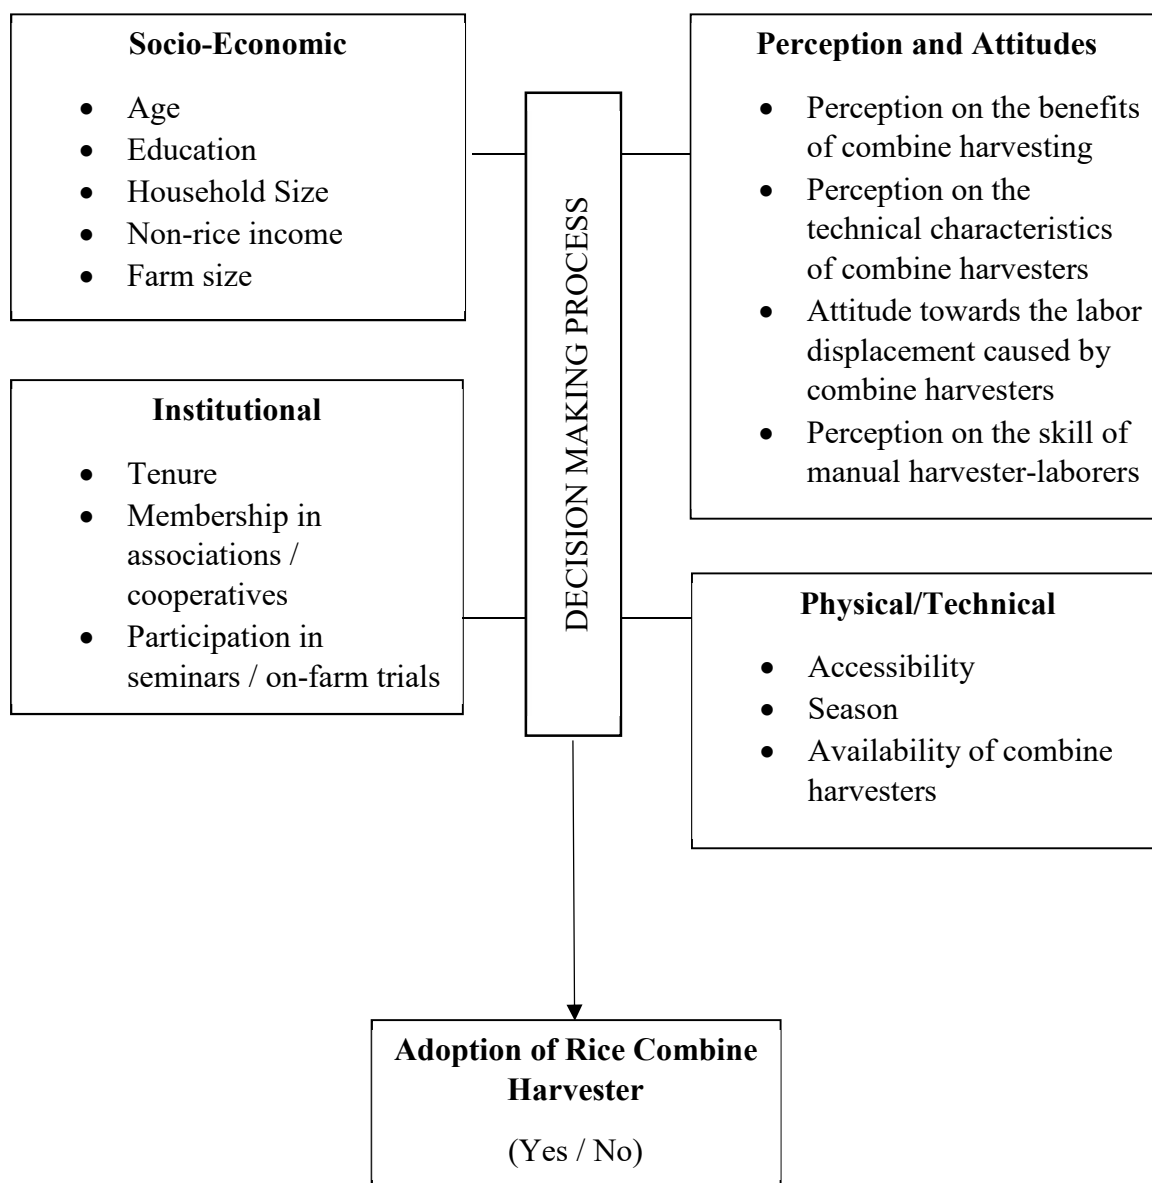 Socio-Economic
• Age
• Education
• Household Size
• Non-rice income
• Farm size
Institutional
• Tenure
• Membership in
associations /
cooperatives
• Participation in
seminars / on-farm trials
DECISION MAKING PROCESS
Perception and Attitudes
• Perception on the benefits
of combine harvesting
• Perception on the
technical characteristics
of combine harvesters
• Attitude towards the labor
displacement caused by
combine harvesters
• Perception on the skill of
manual harvester-laborers
Physical/Technical
• Accessibility
• Season
• Availability of combine
harvesters
Adoption of Rice Combine
Harvester
(Yes / No)